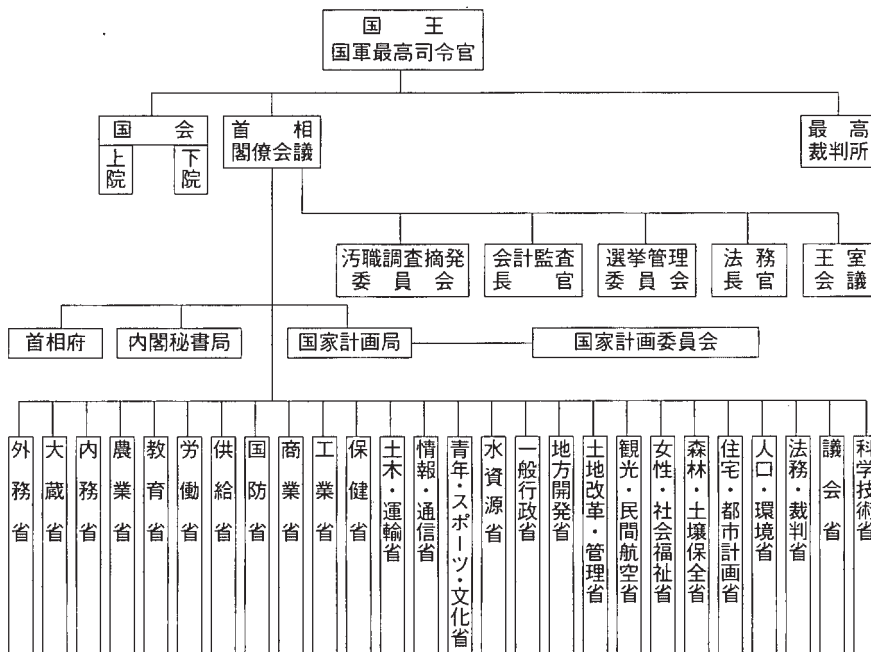 国王
国軍最高司令官
国会
上院
下院
首相
閣僚会議
最高
裁判所
汚職調査摘発
委員会
会計監査
長官
選挙管理
委員会
法務
長官
王室
会議
首相府
内閣秘書局
国家計画局
国家計画委員会
外務省
大蔵省
内務省
農業省
教育省
労働省
供給省
国防省
商業省
工業省
保健省
土木・運輸省
情報・通信省
青年・スポーツ・文化省
水資源省
一般行政省
地方開発省
土地改革・管理省
観光・民間航空省
女性・社会福祉省
森林・土壌保全省
住宅・都市計画省
人口・環境省
法務・裁判省
議会省
科学技術省